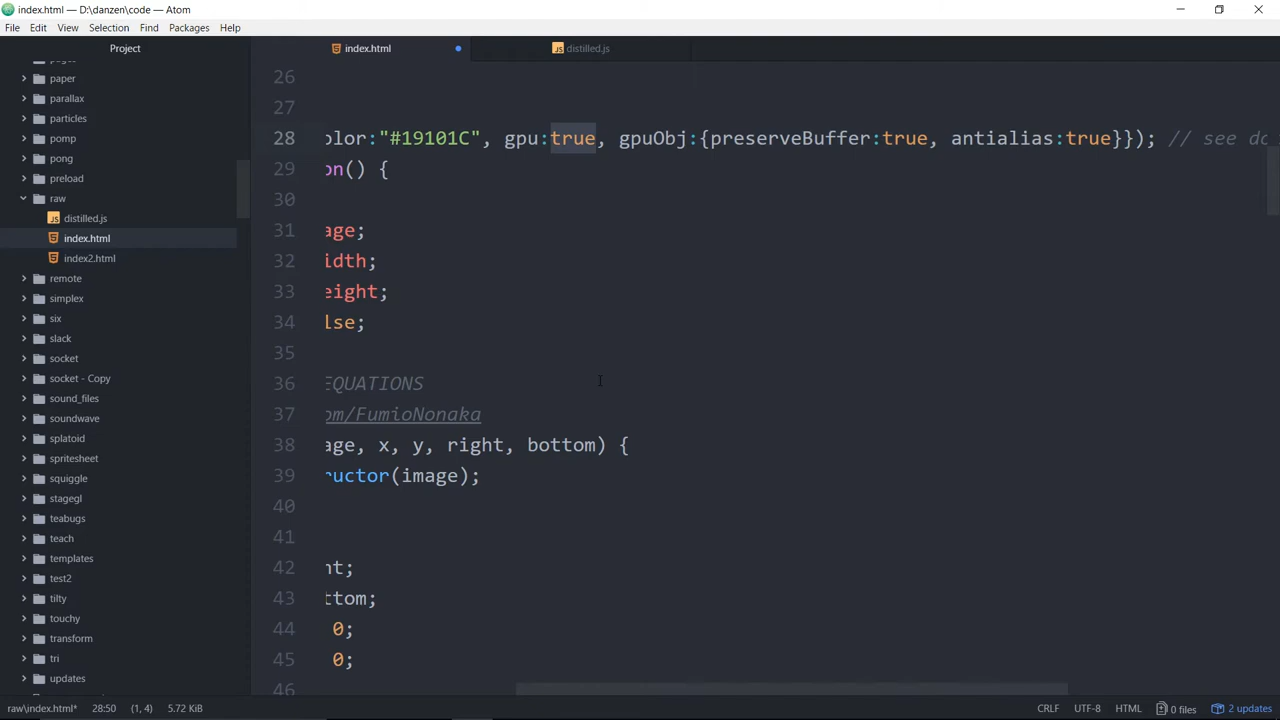 index.html — D:\danzen\code — Atom
File Edit View Selection Find Packages Help
Project
index.html
distilled.js
paper
parallax
particles
pomp
pong
preload
raw
distilled.js
index.html
index2.html
remote
simplex
six
slack
socket
socket - Copy
sound_files
soundwave
splatoid
spritesheet
squiggle
stagegl
teabugs
teach
templates
test2
tilty
touchy
transform
tri
updates
26
27
28 olor:"#19101C", gpu:true, gpuObj:{preserveBuffer:true, antialias:true}}); // see do
29 on() {
30
31 age;
32 idth;
33 eight;
34 lse;
35
36 EQUATIONS
37 om/FumioNonaka
38 age, x, y, right, bottom) {
39 ructor(image);
40
41
42 ht;
43 ttom;
44 0;
45 0;
46
raw\index.html* 28:50 (1, 4) 5.72 KiB CRLF UTF-8 HTML 0 files 2 updates